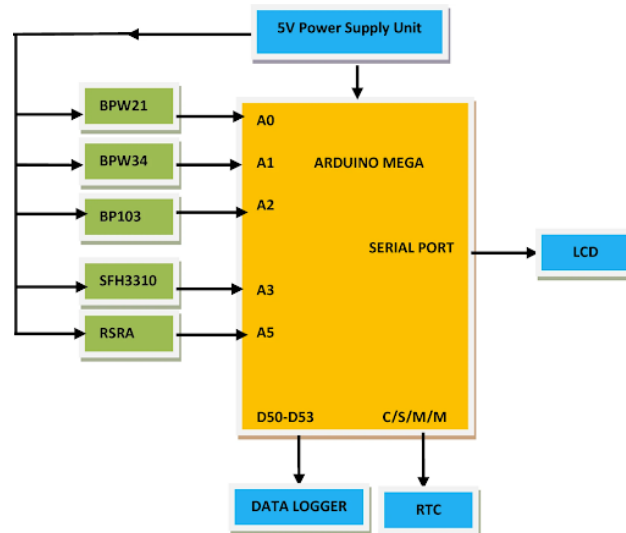 5V Power Supply Unit
BPW21
A0
BPW34
A1
ARDUINO MEGA
BP103
A2
SERIAL PORT
LCD
SFH3310
A3
RSRA
A5
D50-D53
C/S/M/M
DATA LOGGER
RTC